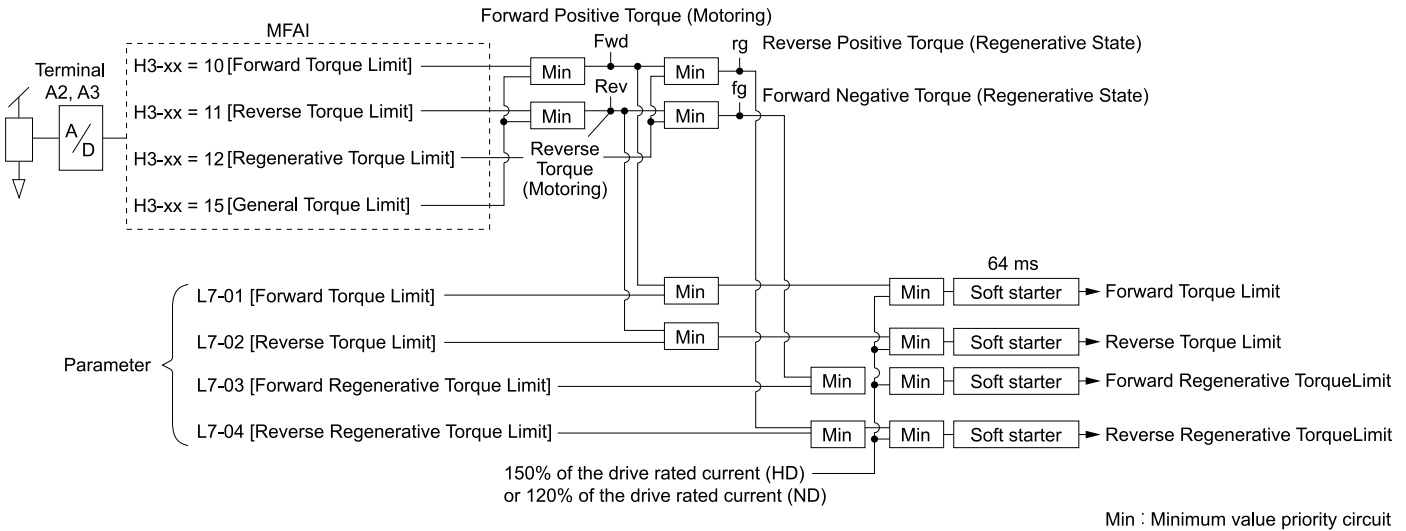 Forward Positive Torque (Motoring)
MFAI
Fwd
rg
Reverse Positive Torque (Regenerative State)
Terminal
A2, A3
H3-xx = 10 [Forward Torque Limit]
Min
Min
Rev
fg
Forward Negative Torque (Regenerative State)
H3-xx = 11 [Reverse Torque Limit]
Min
Min
A/D
Reverse
Torque
(Motoring)
H3-xx = 12 [Regenerative Torque Limit]
H3-xx = 15 [General Torque Limit]
64 ms
L7-01 [Forward Torque Limit]
Min
Min
Soft starter
Forward Torque Limit
L7-02 [Reverse Torque Limit]
Min
Min
Soft starter
Reverse Torque Limit
Parameter
L7-03 [Forward Regenerative Torque Limit]
Min
Min
Soft starter
Forward Regenerative TorqueLimit
L7-04 [Reverse Regenerative Torque Limit]
Min
Min
Soft starter
Reverse Regenerative TorqueLimit
150% of the drive rated current (HD)
or 120% of the drive rated current (ND)
Min : Minimum value priority circuit